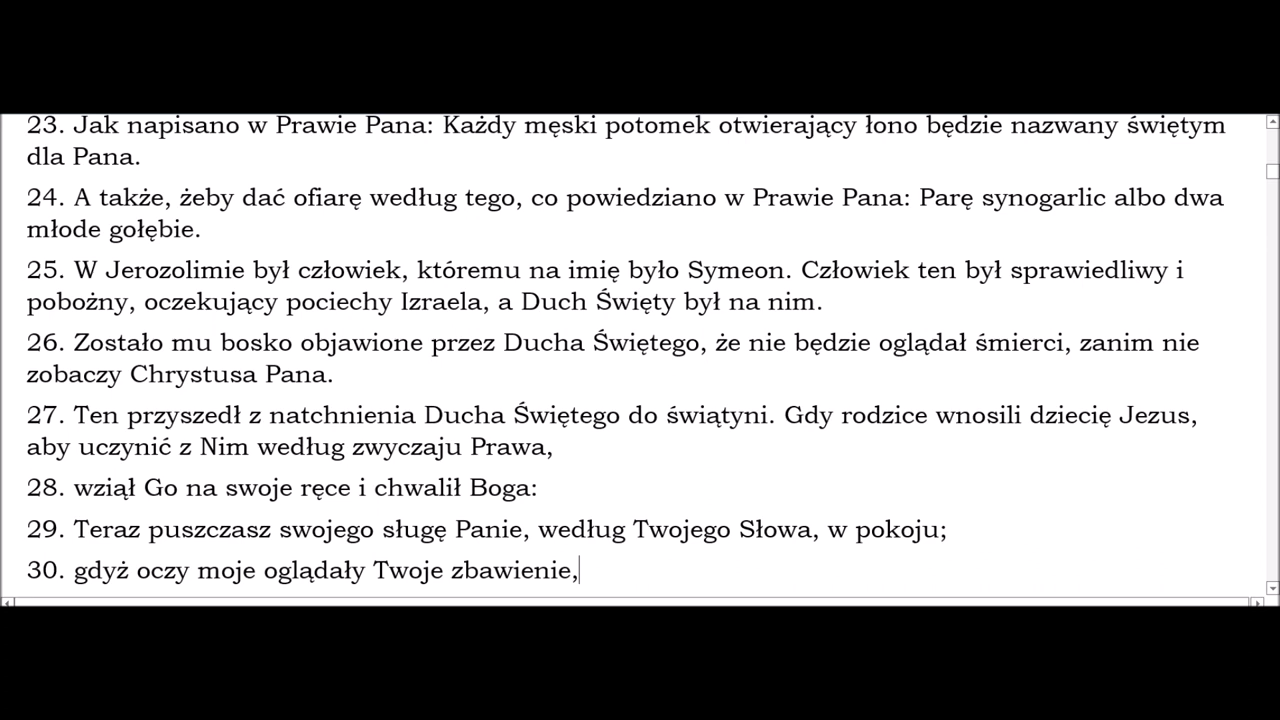 23. Jak napisano w Prawie Pana: Każdy męski potomek otwierający łono będzie nazwany świętym
dla Pana.
24. A także, żeby dać ofiarę według tego, co powiedziano w Prawie Pana: Parę synogarlic albo dwa
młode gołębie.
25. W Jerozolimie był człowiek, któremu na imię było Symeon. Człowiek ten był sprawiedliwy i
pobożny, oczekujący pociechy Izraela, a Duch Święty był na nim.
26. Zostało mu bosko objawione przez Ducha Świętego, że nie będzie oglądał śmierci, zanim nie
zobaczy Chrystusa Pana.
27. Ten przyszedł z natchnienia Ducha Świętego do świątyni. Gdy rodzice wnosili dziecię Jezus,
aby uczynić z Nim według zwyczaju Prawa,
28. wziął Go na swoje ręce i chwalił Boga:
29. Teraz puszczasz swojego sługę Panie, według Twojego Słowa, w pokoju;
30. gdyż oczy moje oglądały Twoje zbawienie,